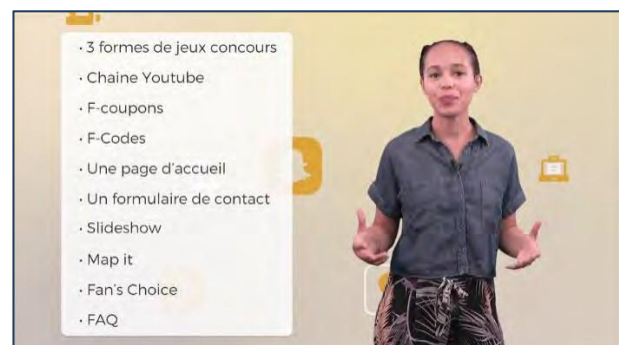 • 3 formes de jeux concours
• Chaine Youtube
• F-coupons
• F-Codes
• Une page d'accueil
• Un formulaire de contact
• Slideshow
• Map it
• Fan's Choice
• FAQ